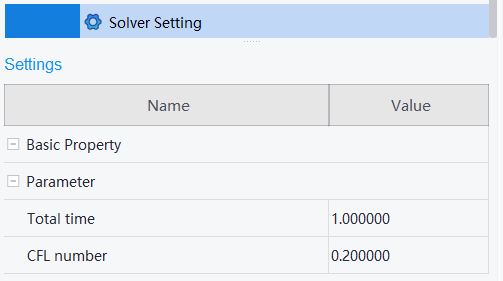 Solver Setting
Settings
Name Value
Basic Property
Parameter
Total time 1.000000
CFL number 0.200000